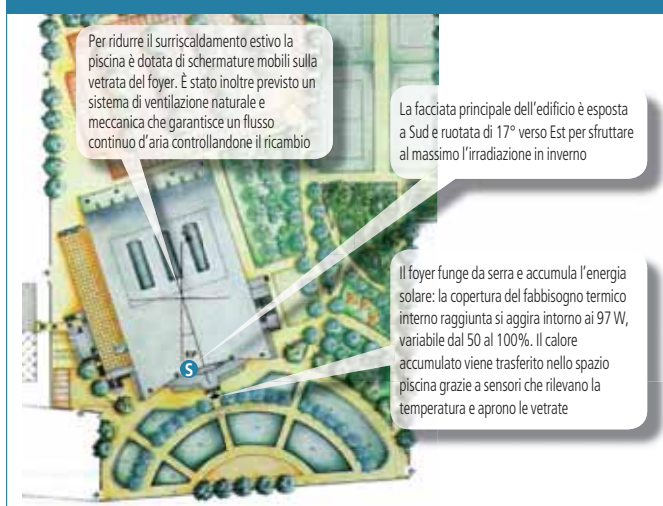 Per ridurre il surriscaldamento estivo la
piscina è dotata di schermature mobili sulla
vetrata del foyer. È stato inoltre previsto un
sistema di ventilazione naturale e
meccanica che garantisce un flusso
continuo d'aria controllandone il ricambio
La facciata principale dell'edificio è esposta
a Sud e ruotata di 17° verso Est per sfruttare
al massimo l'irradiazione in inverno
Il foyer funge da serra e accumula l'energia
solare: la copertura del fabbisogno termico
interno raggiunta si aggira intorno ai 97 W,
variabile dal 50 al 100%. Il calore
accumulato viene trasferito nello spazio
piscina grazie a sensori che rilevano la
temperatura e aprono le vetrate
S